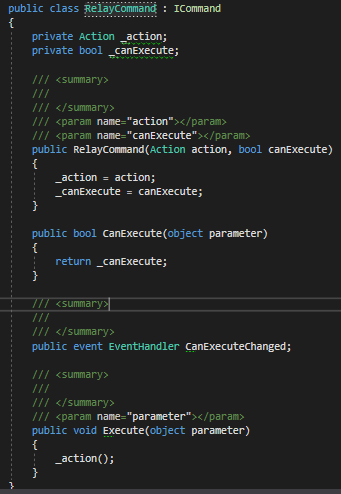 public class RelayCommand : ICommand
{
private Action _action;
private bool _canExecute;
/// <summary>
///
/// </summary>
/// <param name="action"></param>
/// <param name="canExecute"></param>
public RelayCommand(Action action, bool canExecute)
{
_action = action;
_canExecute = canExecute;
}
public bool CanExecute(object parameter)
{
return _canExecute;
}
/// <summary>
///
/// </summary>
public event EventHandler CanExecuteChanged;
/// <summary>
///
/// </summary>
/// <param name="parameter"></param>
public void Execute(object parameter)
{
_action();
}
}